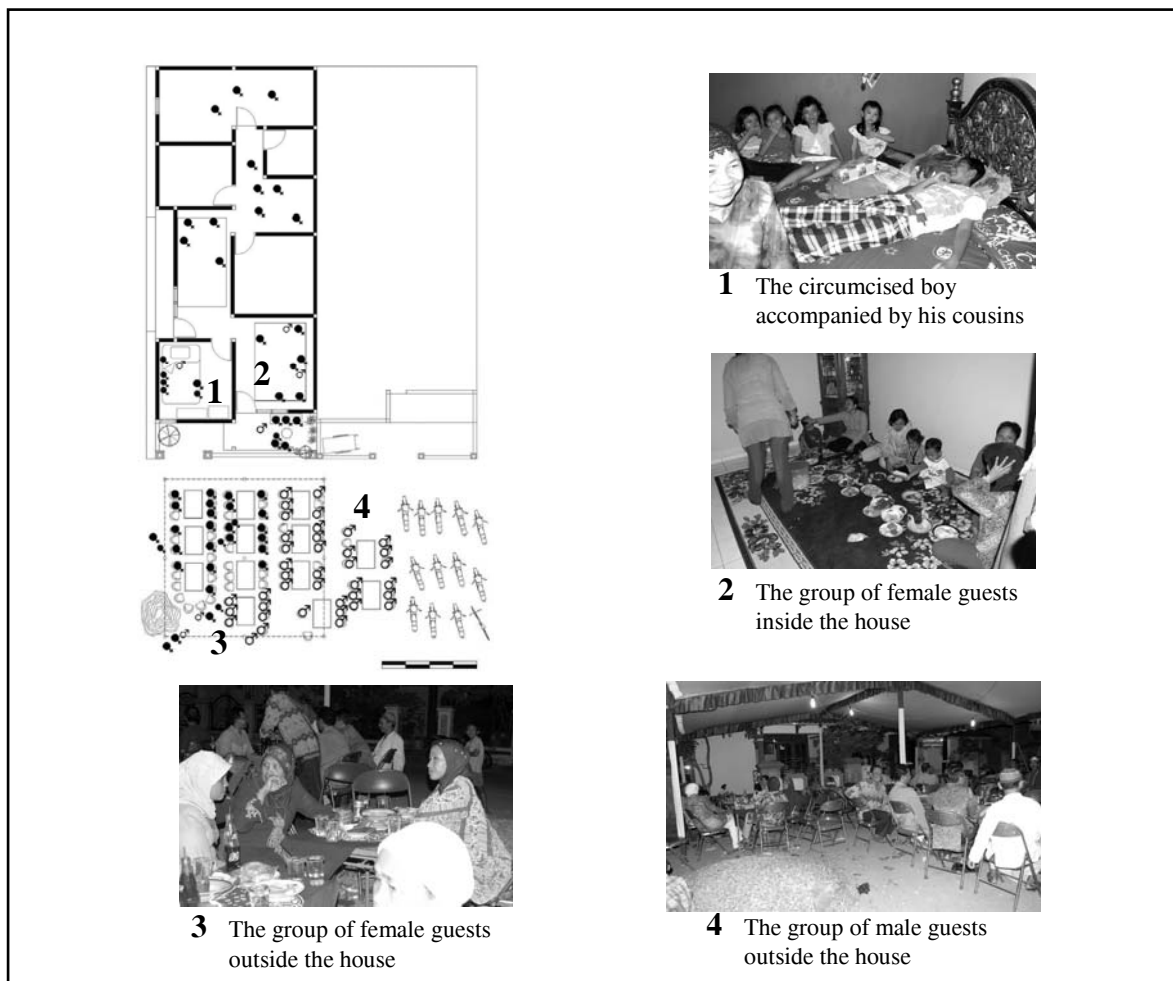 1
2
4
3
1 The circumcised boy
accompanied by his cousins
2 The group of female guests
inside the house
3 The group of female guests
outside the house
4 The group of male guests
outside the house